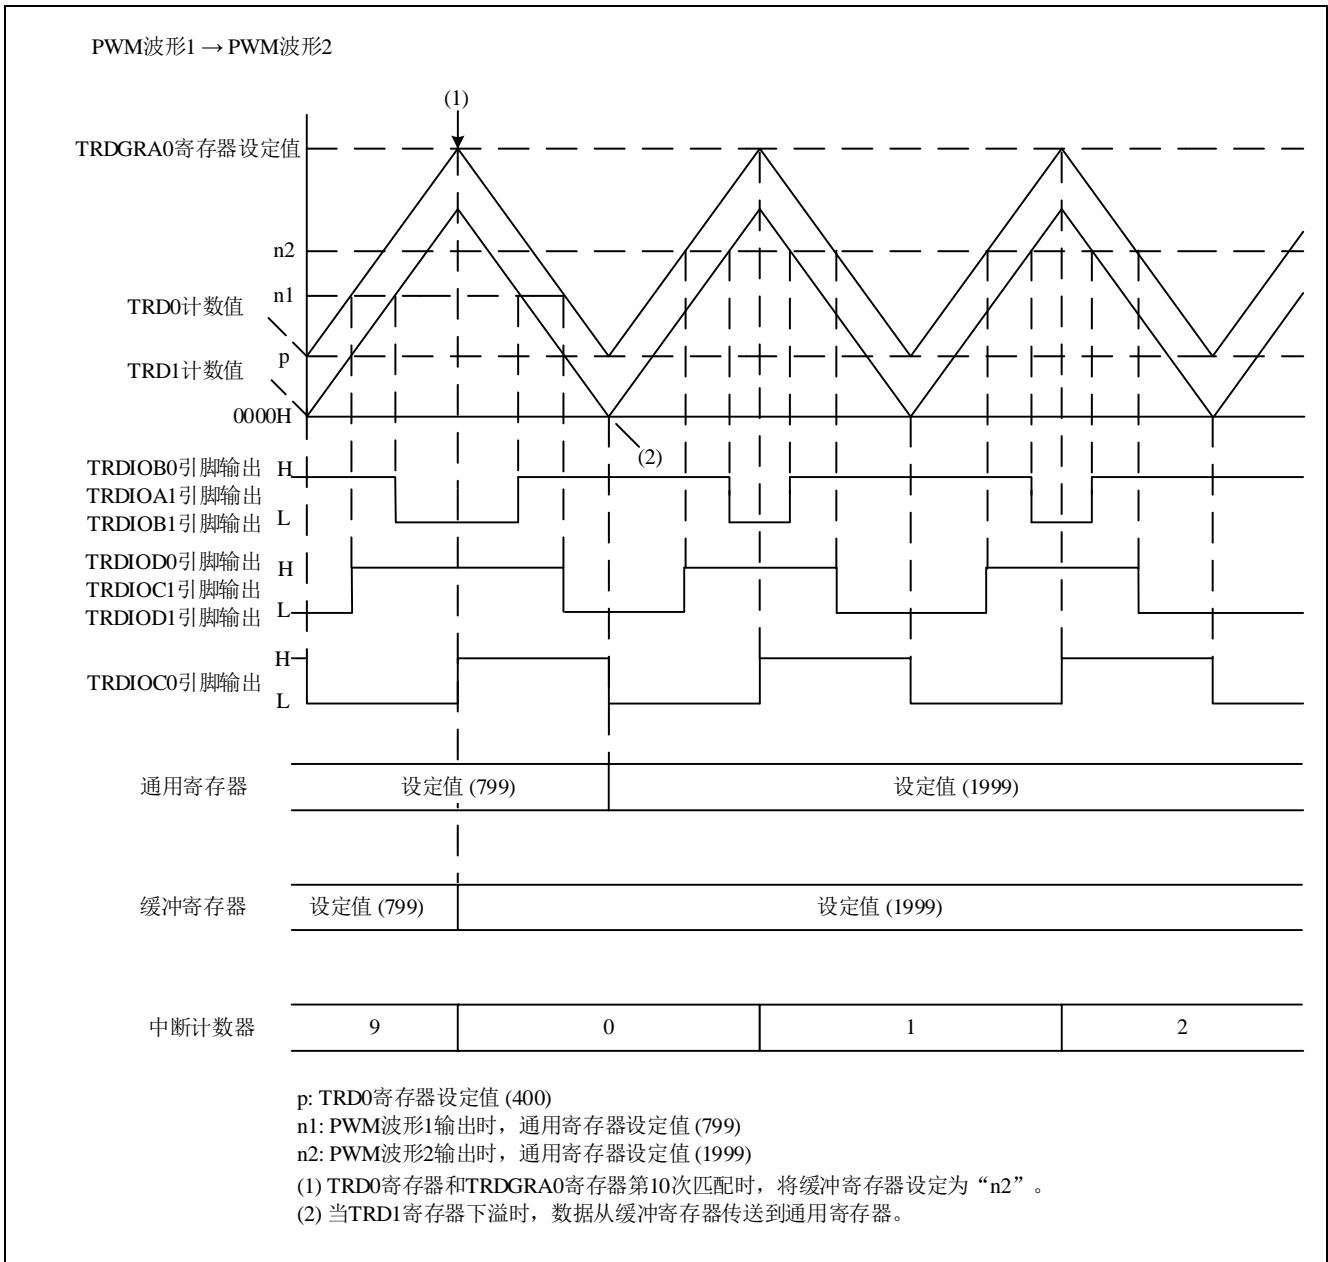 PWM波形1 → PWM波形2
(1)
TRDGRA0寄存器设定值
n2
n1
TRD0计数值
p
TRD1计数值
0000H
(2)
TRDIOB0引脚输出 H
TRDIOA1引脚输出
TRDIOB1引脚输出 L
TRDIOD0引脚输出 H
TRDIOC1引脚输出
TRDIOD1引脚输出 L
H
TRDIOC0引脚输出
L
通用寄存器 设定值 (799) 设定值 (1999)
缓冲寄存器 设定值 (799) 设定值 (1999)
中断计数器 9 0 1 2
p: TRD0寄存器设定值 (400)
n1: PWM波形1输出时，通用寄存器设定值 (799)
n2: PWM波形2输出时，通用寄存器设定值 (1999)
(1) TRD0寄存器和TRDGRA0寄存器第10次匹配时，将缓冲寄存器设定为“n2”。
(2) 当TRD1寄存器下溢时，数据从缓冲寄存器传送到通用寄存器。